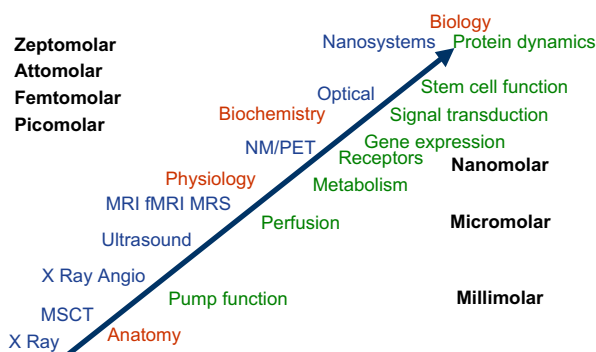 Biology
Zeptomolar
Nanosystems
Protein dynamics
Attomolar
Stem cell function
Femtomolar
Optical
Picomolar
Biochemistry
Signal transduction
NM/PET
Gene expression
Receptors
Nanomolar
Physiology
Metabolism
MRI fMRI MRS
Perfusion
Micromolar
Ultrasound
X Ray Angio
Pump function
Millimolar
MSCT
Anatomy
X Ray